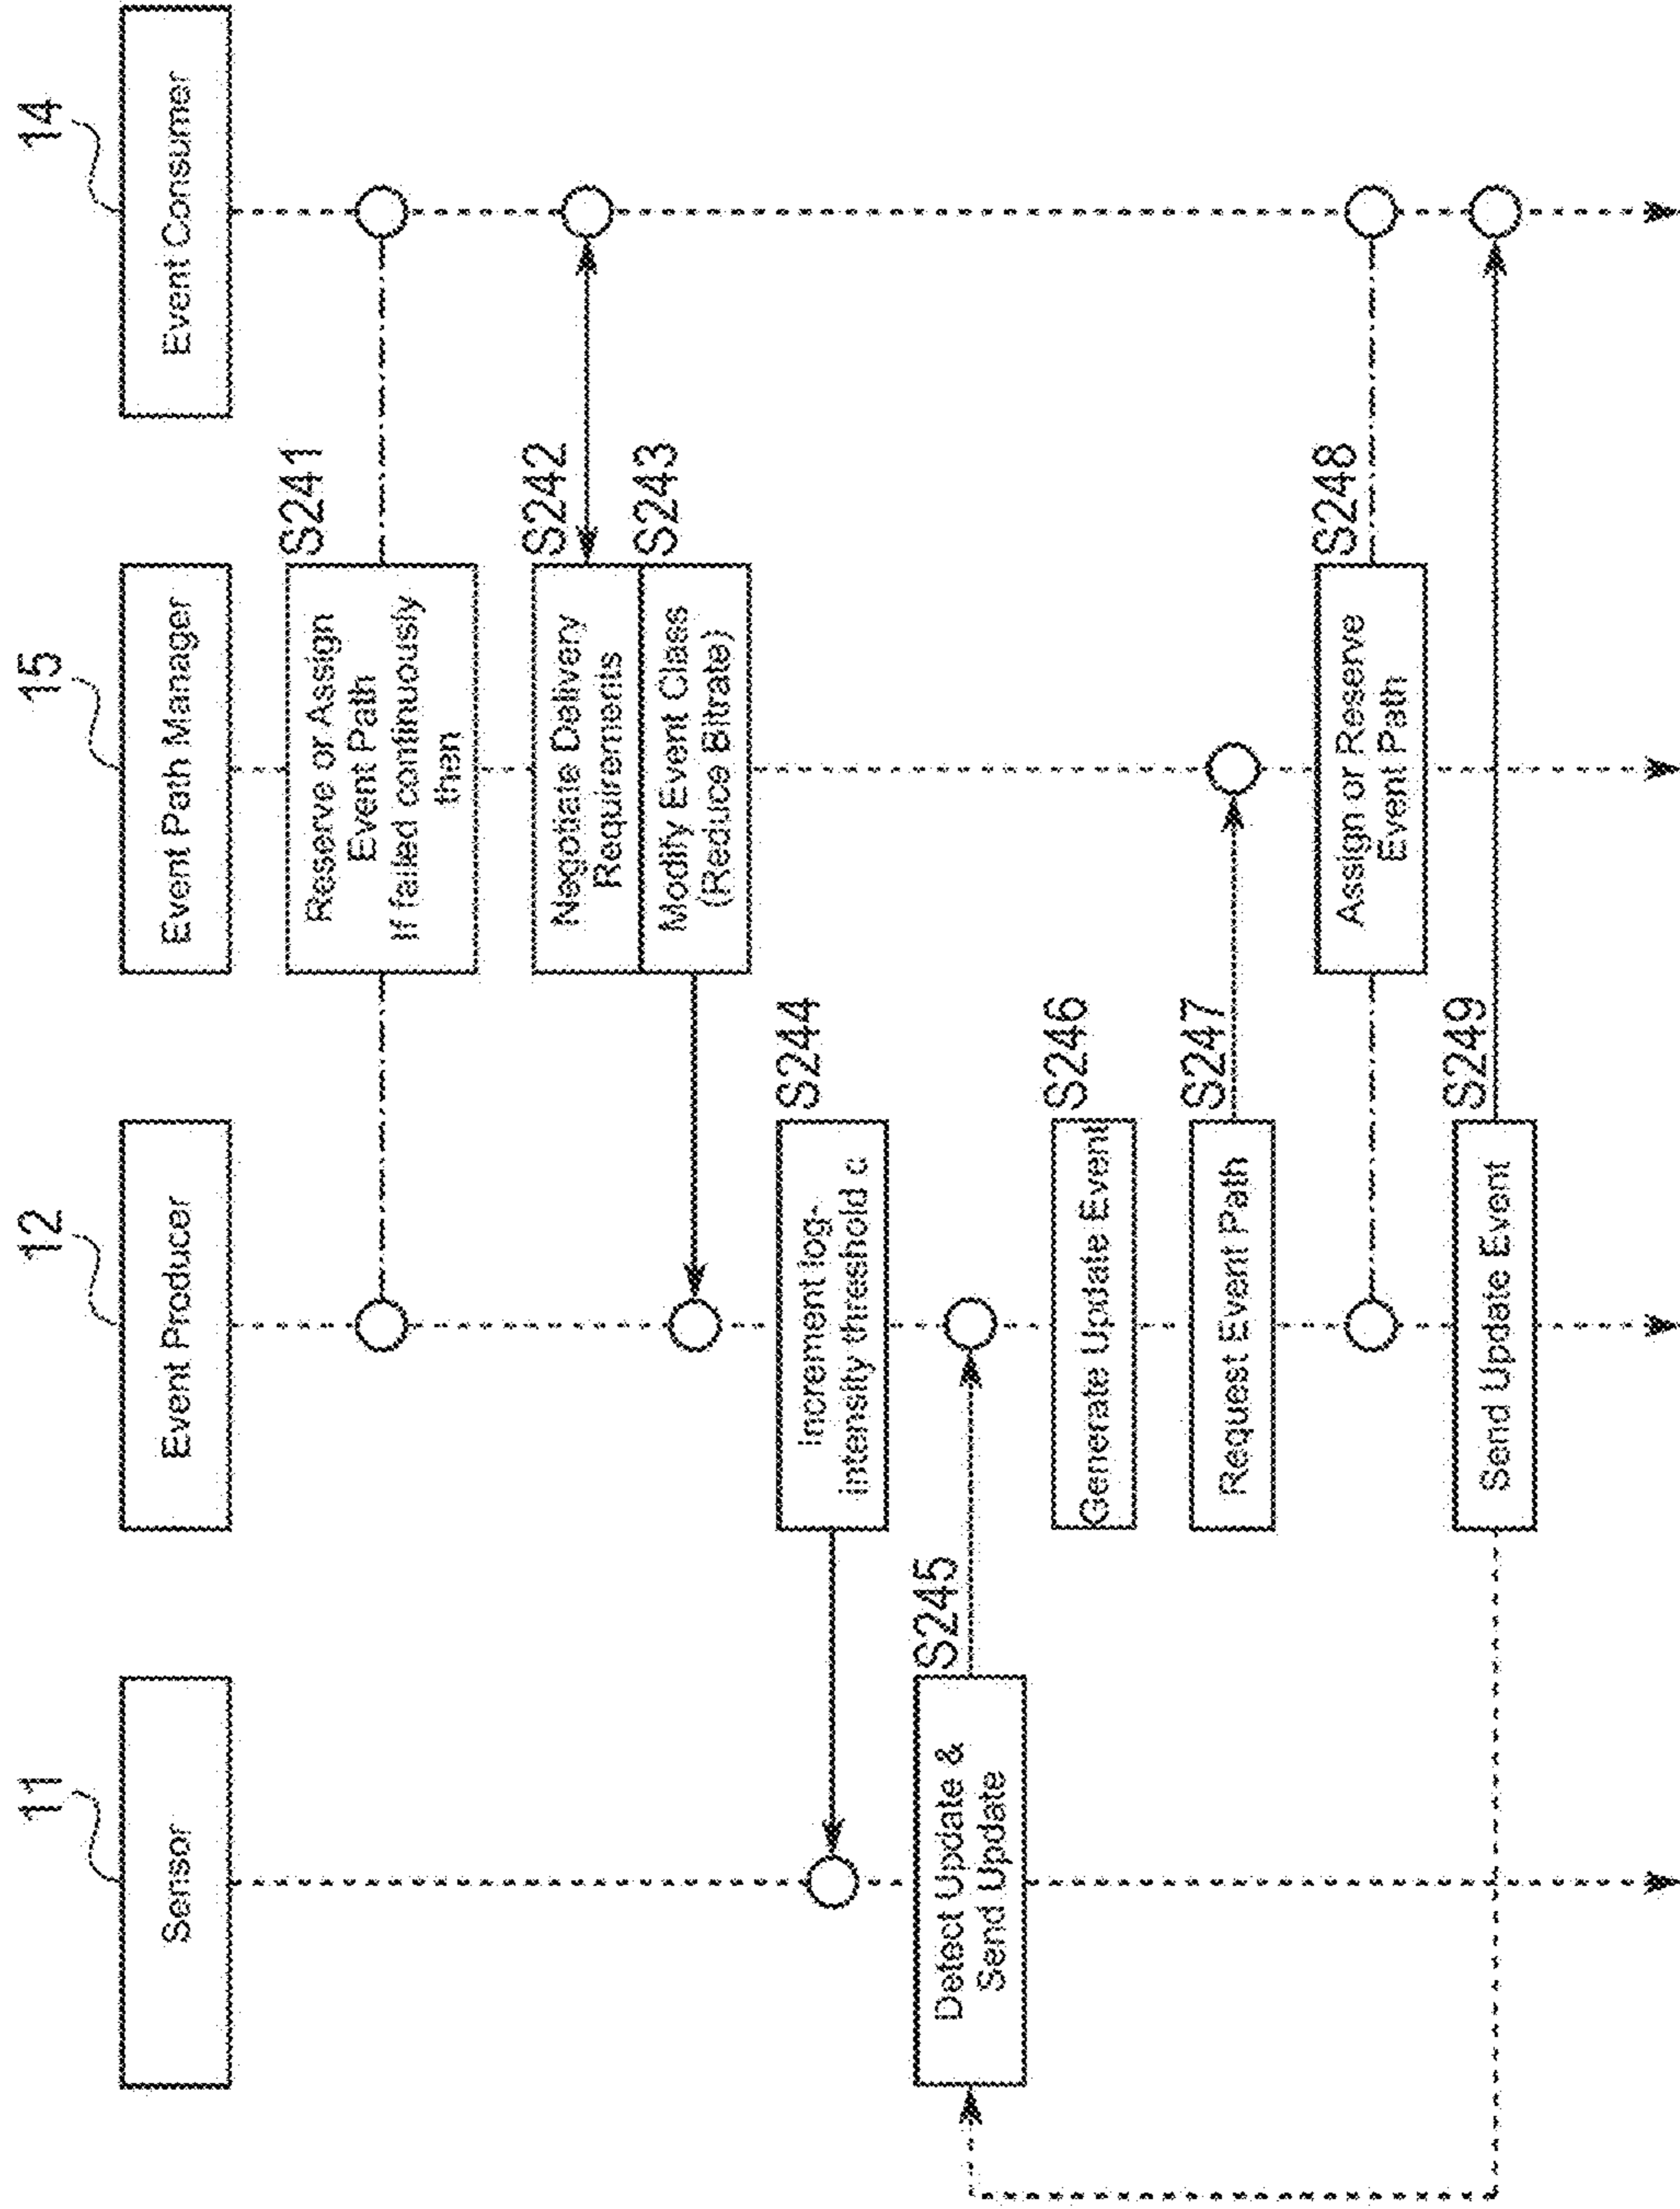 11
12
15
14
Sensor
Event Producer
Event Path Manager
Event Consumer
S241
Reserve or Assign
Event Path
If failed continuously
then
S242
Negotiate Delivery
Requirements
S243
Modify Event Class
(Reduce Bitrate)
S244
Increment log-
intensity threshold c
S245
Detect Update &
Send Update
S246
Generate Update Event
S247
Request Event Path
S248
Assign or Reserve
Event Path
S249
Send Update Event